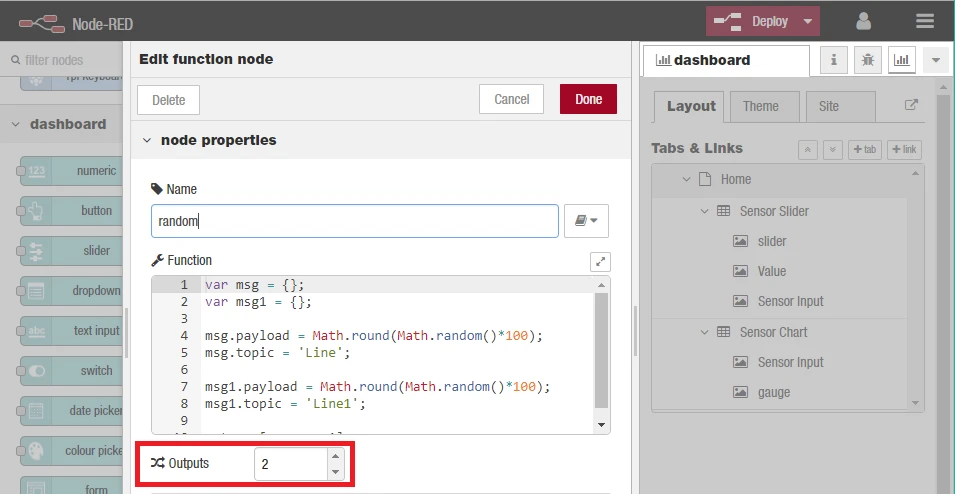 Node-RED
Deploy
filter nodes
dashboard
numeric
button
slider
dropdown
text input
switch
date picker
colour picke
form
Edit function node
Delete
Cancel
Done
node properties
Name
random
Function
1 var msg = {};
2 var msg1 = {};
3
4 msg.payload = Math.round(Math.random()*100);
5 msg.topic = 'Line';
6
7 msg1.payload = Math.round(Math.random()*100);
8 msg1.topic = 'Line1';
9
Outputs 2
dashboard
Layout Theme Site
Tabs & Links + tab + link
Home
Sensor Slider
slider
Value
Sensor Input
Sensor Chart
Sensor Input
gauge